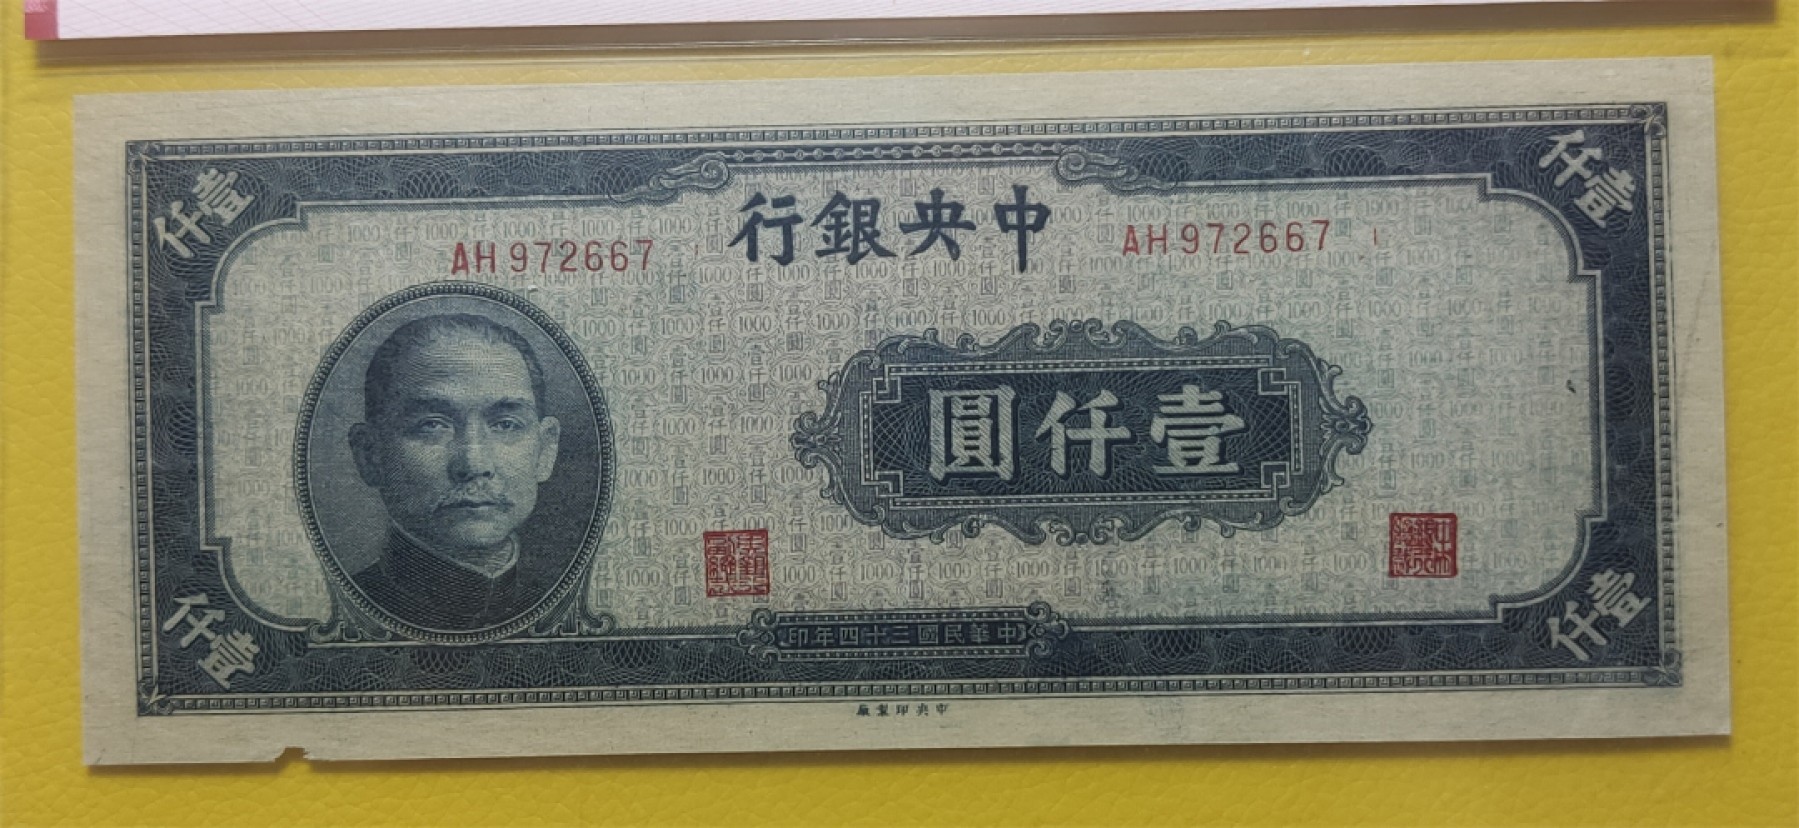 壹仟
壹仟
中央銀行
AH 972667
AH 972667
壹仟圓
中華民國三十四年印
壹仟
壹仟
中央印製廠